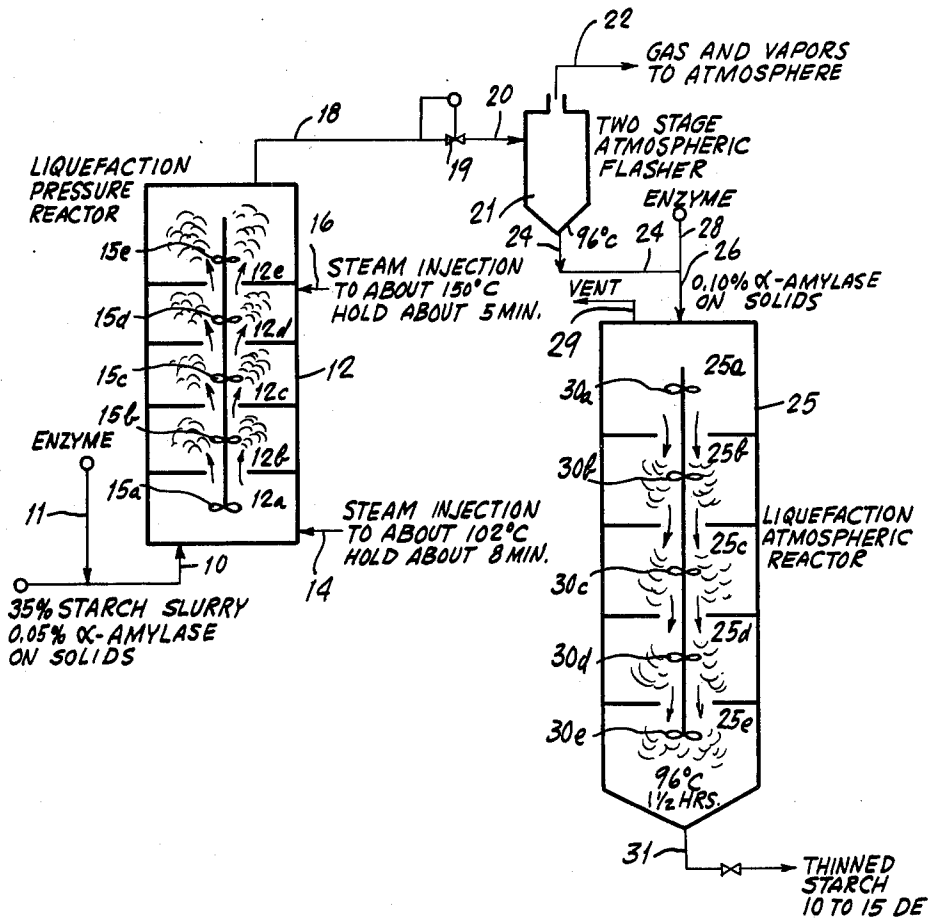 22
GAS AND VAPORS
TO ATMOSPHERE
18
20
19
TWO STAGE
ATMOSPHERIC
FLASHER
21
96°C
24
24
ENZYME
28
26
0.10% α-AMYLASE
ON SOLIDS
LIQUEFACTION
PRESSURE
REACTOR
16
STEAM INJECTION
TO ABOUT 150°C
HOLD ABOUT 5 MIN.
15e
12e
15d
12d
15c
12c
15b
12b
15a
12a
12
ENZYME
11
10
STEAM INJECTION
TO ABOUT 102°C
HOLD ABOUT 8 MIN.
14
35% STARCH SLURRY
0.05% α-AMYLASE
ON SOLIDS
VENT
29
25a
30a
25
25b
30b
25c
30c
LIQUEFACTION
ATMOSPHERIC
REACTOR
25d
30d
25e
30e
96°C
1 1/2 HRS.
31
THINNED
STARCH
10 TO 15 DE